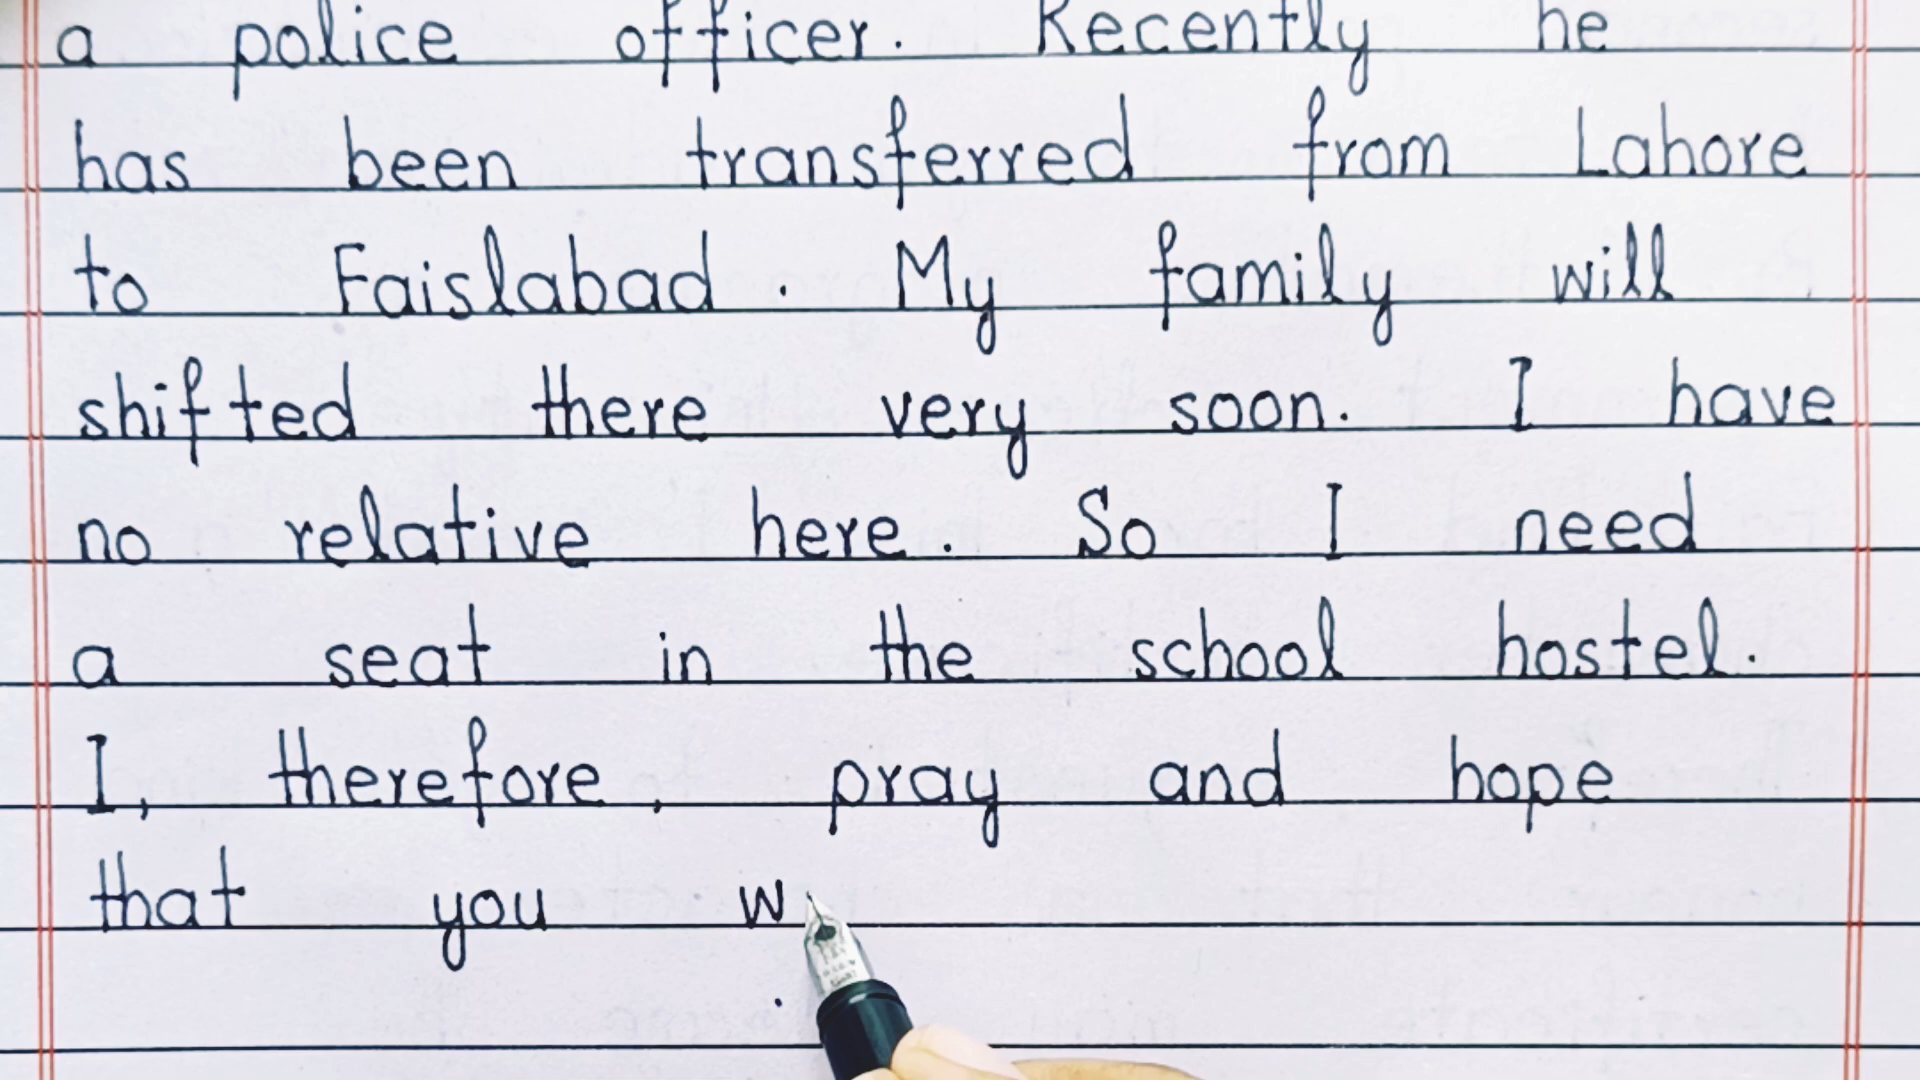 a police officer. Recently he
has been transferred from Lahore
to Faislabad. My family will
shifted there very soon. I have
no relative here. So I need
a seat in the school hostel.
I, therefore, pray and hope
that you w